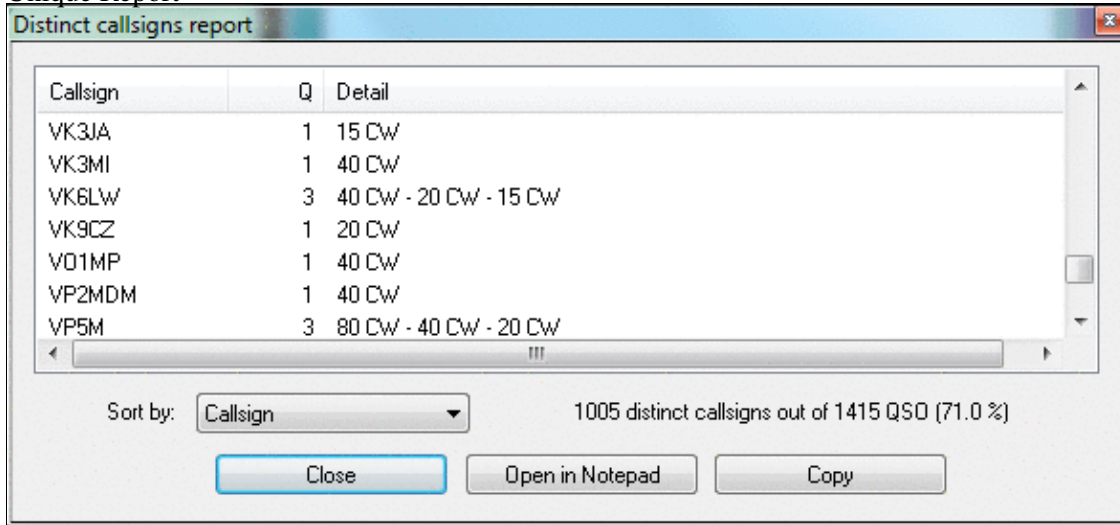 Unique Report
Distinct callsigns report
Callsign Q Detail
VK3JA 1 15 CW
VK3MI 1 40 CW
VK6LW 3 40 CW - 20 CW - 15 CW
VK9CZ 1 20 CW
VO1MP 1 40 CW
VP2MDM 1 40 CW
VP5M 3 80 CW - 40 CW - 20 CW
Sort by: Callsign 1005 distinct callsigns out of 1415 QSO (71.0 %)
Close Open in Notepad Copy